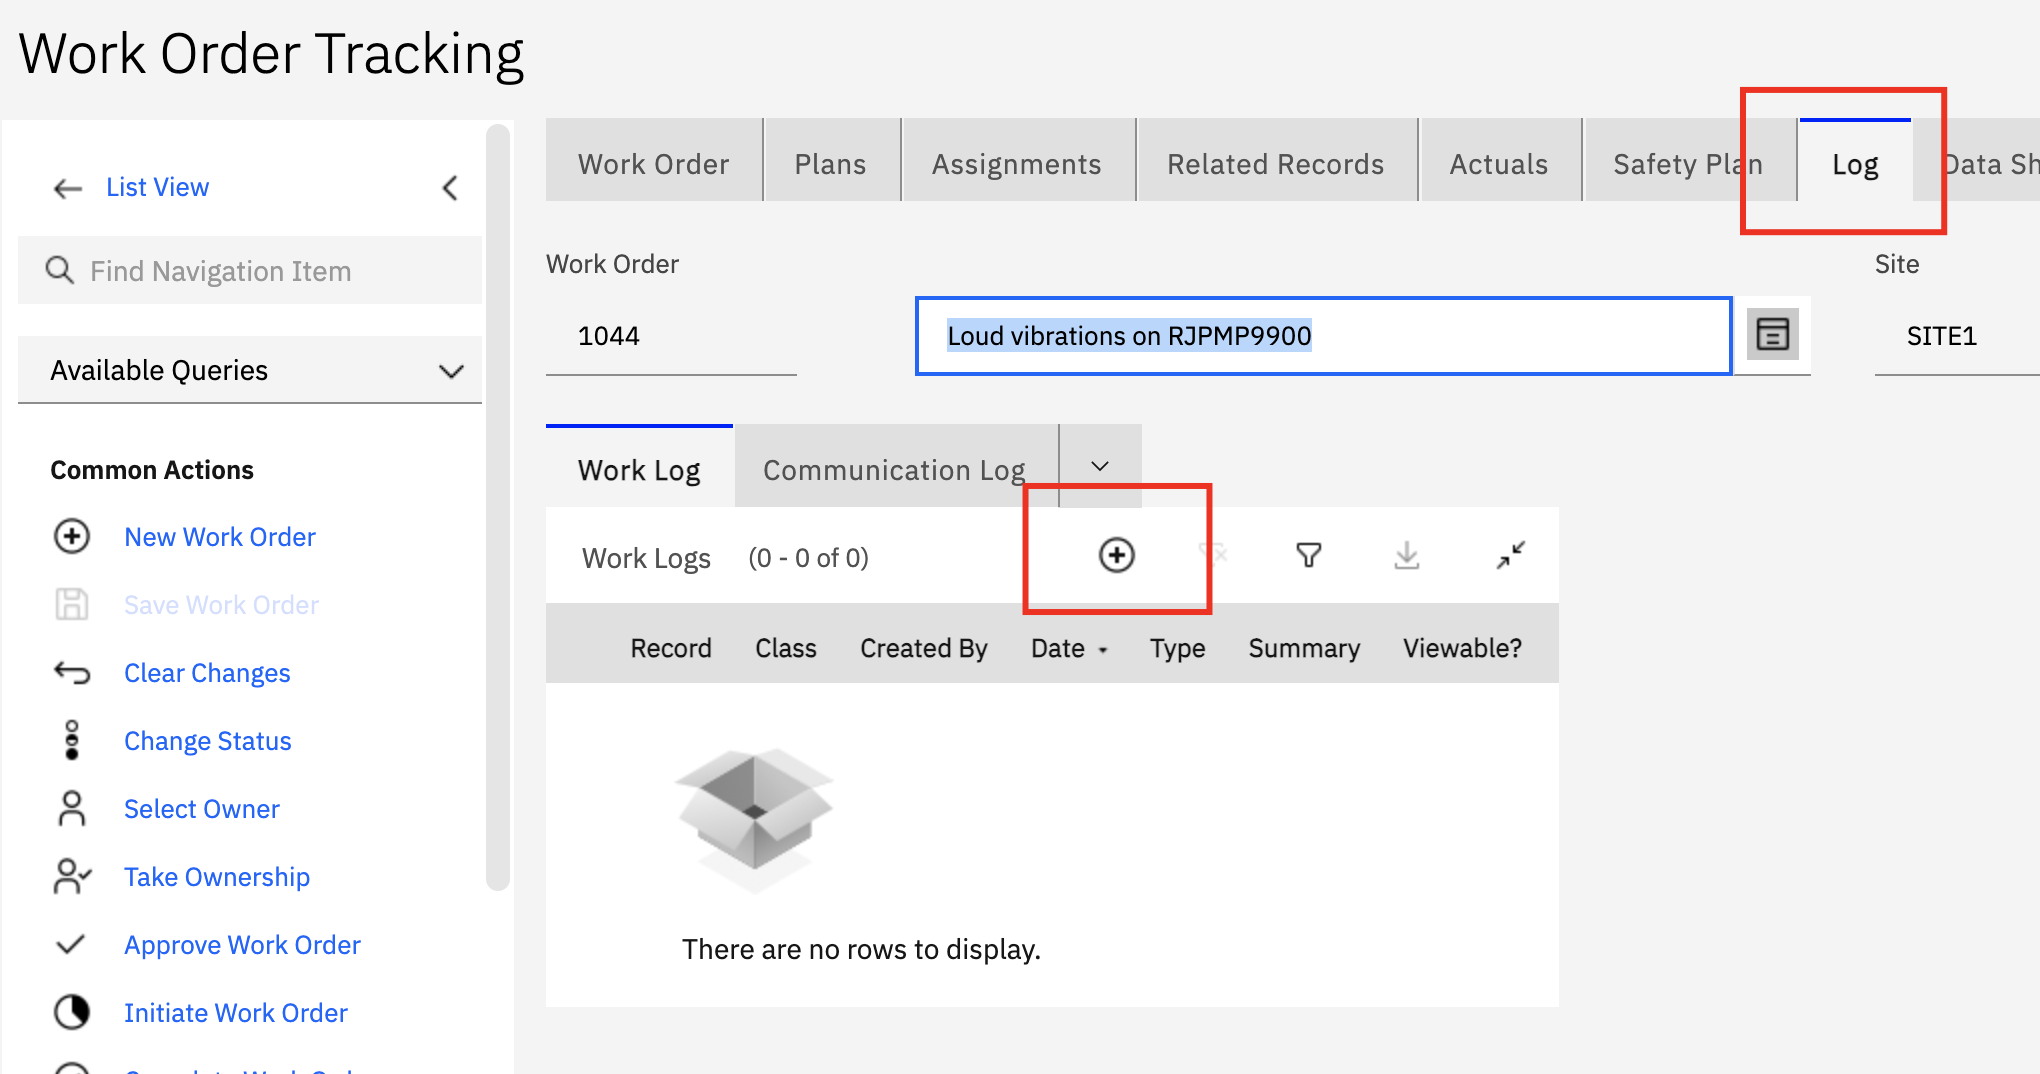 Work Order Tracking
List View
Find Navigation Item
Available Queries
Common Actions
New Work Order
Save Work Order
Clear Changes
Change Status
Select Owner
Take Ownership
Approve Work Order
Initiate Work Order
Work Order
Plans
Assignments
Related Records
Actuals
Safety Plan
Log
Data Sh
Work Order
1044
Loud vibrations on RJPMP9900
Site
SITE1
Work Log
Communication Log
Work Logs (0 - 0 of 0)
Record Class Created By Date Type Summary Viewable?
There are no rows to display.